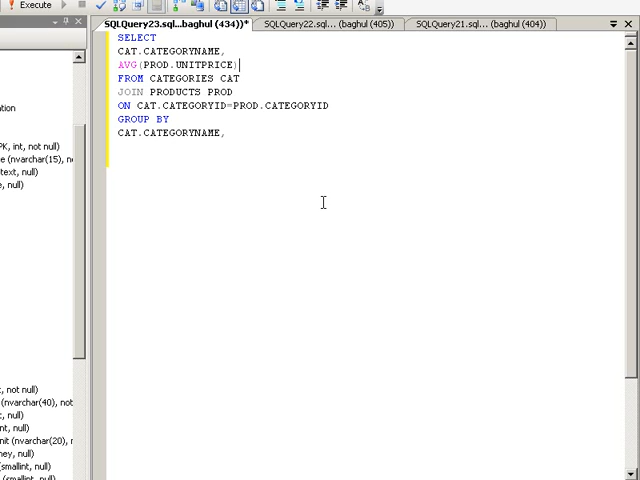 Execute
SQLQuery23.sql...baghul (434))*
SQLQuery22.sql... (baghul (405))
SQLQuery21.sql... (baghul (404))
SELECT
CAT.CATEGORYNAME,
AVG(PROD.UNITPRICE)
FROM CATEGORIES CAT
JOIN PRODUCTS PROD
ON CAT.CATEGORYID=PROD.CATEGORYID
GROUP BY
CAT.CATEGORYNAME,
PK, int, not null)
(nvarchar(15), n
text, null)
, null)
, not null)
(nvarchar(40), not
t, null)
nt, null)
nit (nvarchar(20), r
ney, null)
(smallint, null)
(smallint, null)